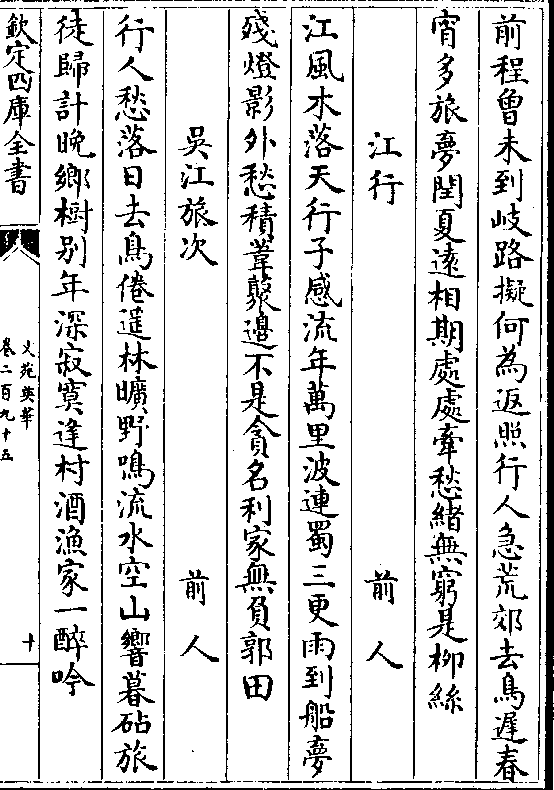 前程曾未到岐路擬何為返照行人急荒郊去鳥遲春
宵多旅夢閏夏遠相期處處牽愁緒無窮是柳絲
江行　前人
江風木落天行子感流年萬里波連蜀三更雨到船夢
殘燈影外愁積葦叢邊不是貪名利家無負郭田
吳江旅次　前人
行人愁落日去鳥倦遥林曠野鳴流水空山響暮砧旅
徒歸計晚鄉樹别年深寂寞逢村酒漁家一醉吟
欽定四庫全書
文苑英華
卷二百九十五
十